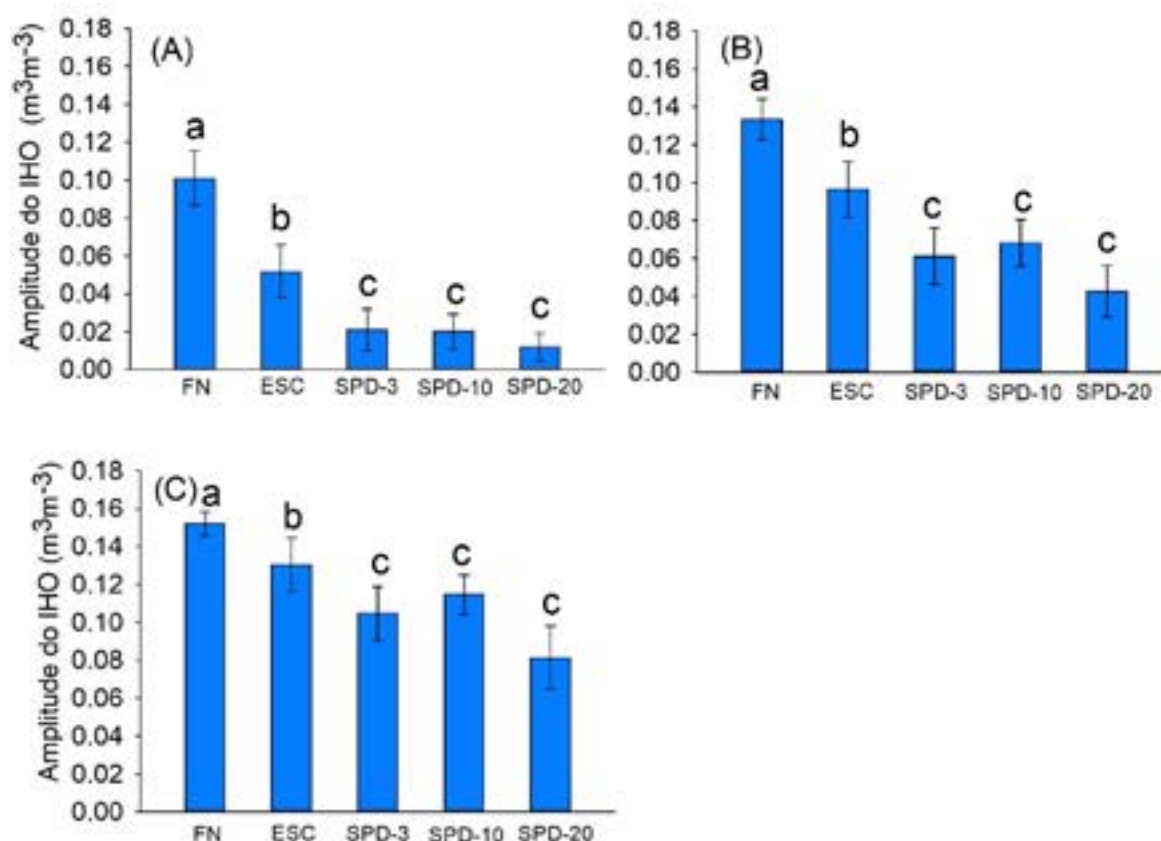 Amplitude do IHO (m³m⁻³)
(A)
0.18
0.16
0.14
0.12
0.10
0.08
0.06
0.04
0.02
0.00
a
b
c
c
c
FN ESC SPD-3 SPD-10 SPD-20
(B)
0.18
0.16
0.14
0.12
0.10
0.08
0.06
0.04
0.02
0.00
a
b
c
c
c
FN ESC SPD-3 SPD-10 SPD-20
Amplitude do IHO (m³m⁻³)
(C)
0.18
0.16
0.14
0.12
0.10
0.08
0.06
0.04
0.02
0.00
a
b
c
c
c
FN ESC SPD-3 SPD-10 SPD-20